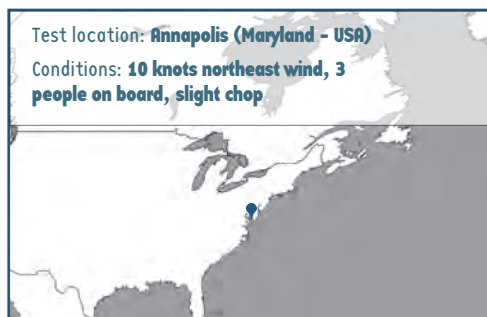 Test location: Annapolis (Maryland - USA)
Conditions: 10 knots northeast wind, 3
people on board, slight chop